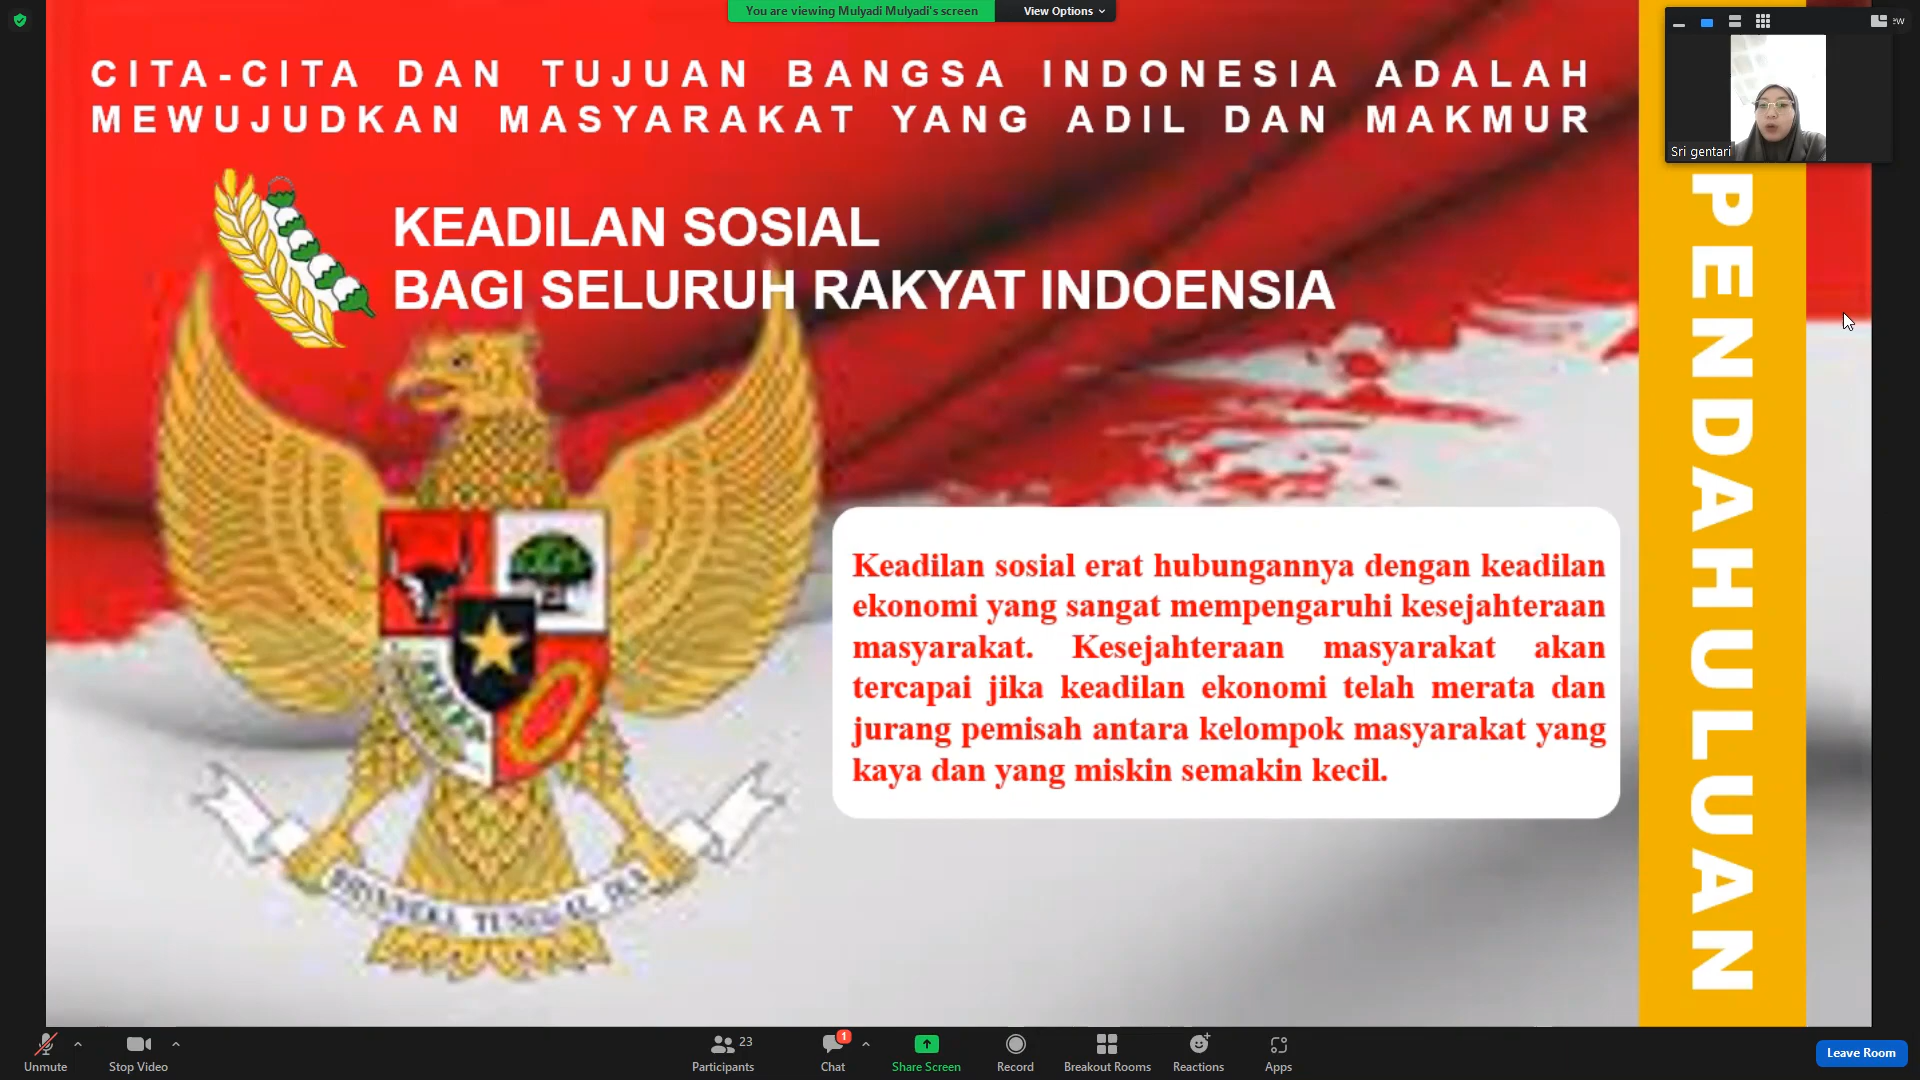 You are viewing Mulyadi Mulyadi's screen
View Options
ew
CITA-CITA DAN TUJUAN BANGSA INDONESIA ADALAH
MEWUJUDKAN MASYARAKAT YANG ADIL DAN MAKMUR
Sri gentari
KEADILAN SOSIAL
BAGI SELURUH RAKYAT INDOENSIA
PENDAHULUAN
Keadilan sosial erat hubungannya dengan keadilan
ekonomi yang sangat mempengaruhi kesejahteraan
masyarakat. Kesejahteraan masyarakat akan
tercapai jika keadilan ekonomi telah merata dan
jurang pemisah antara kelompok masyarakat yang
kaya dan yang miskin semakin kecil.
BHINNEKA TUNGGAL IKA
Unmute
Stop Video
23
Participants
1
Chat
Share Screen
Record
Breakout Rooms
Reactions
Apps
Leave Room